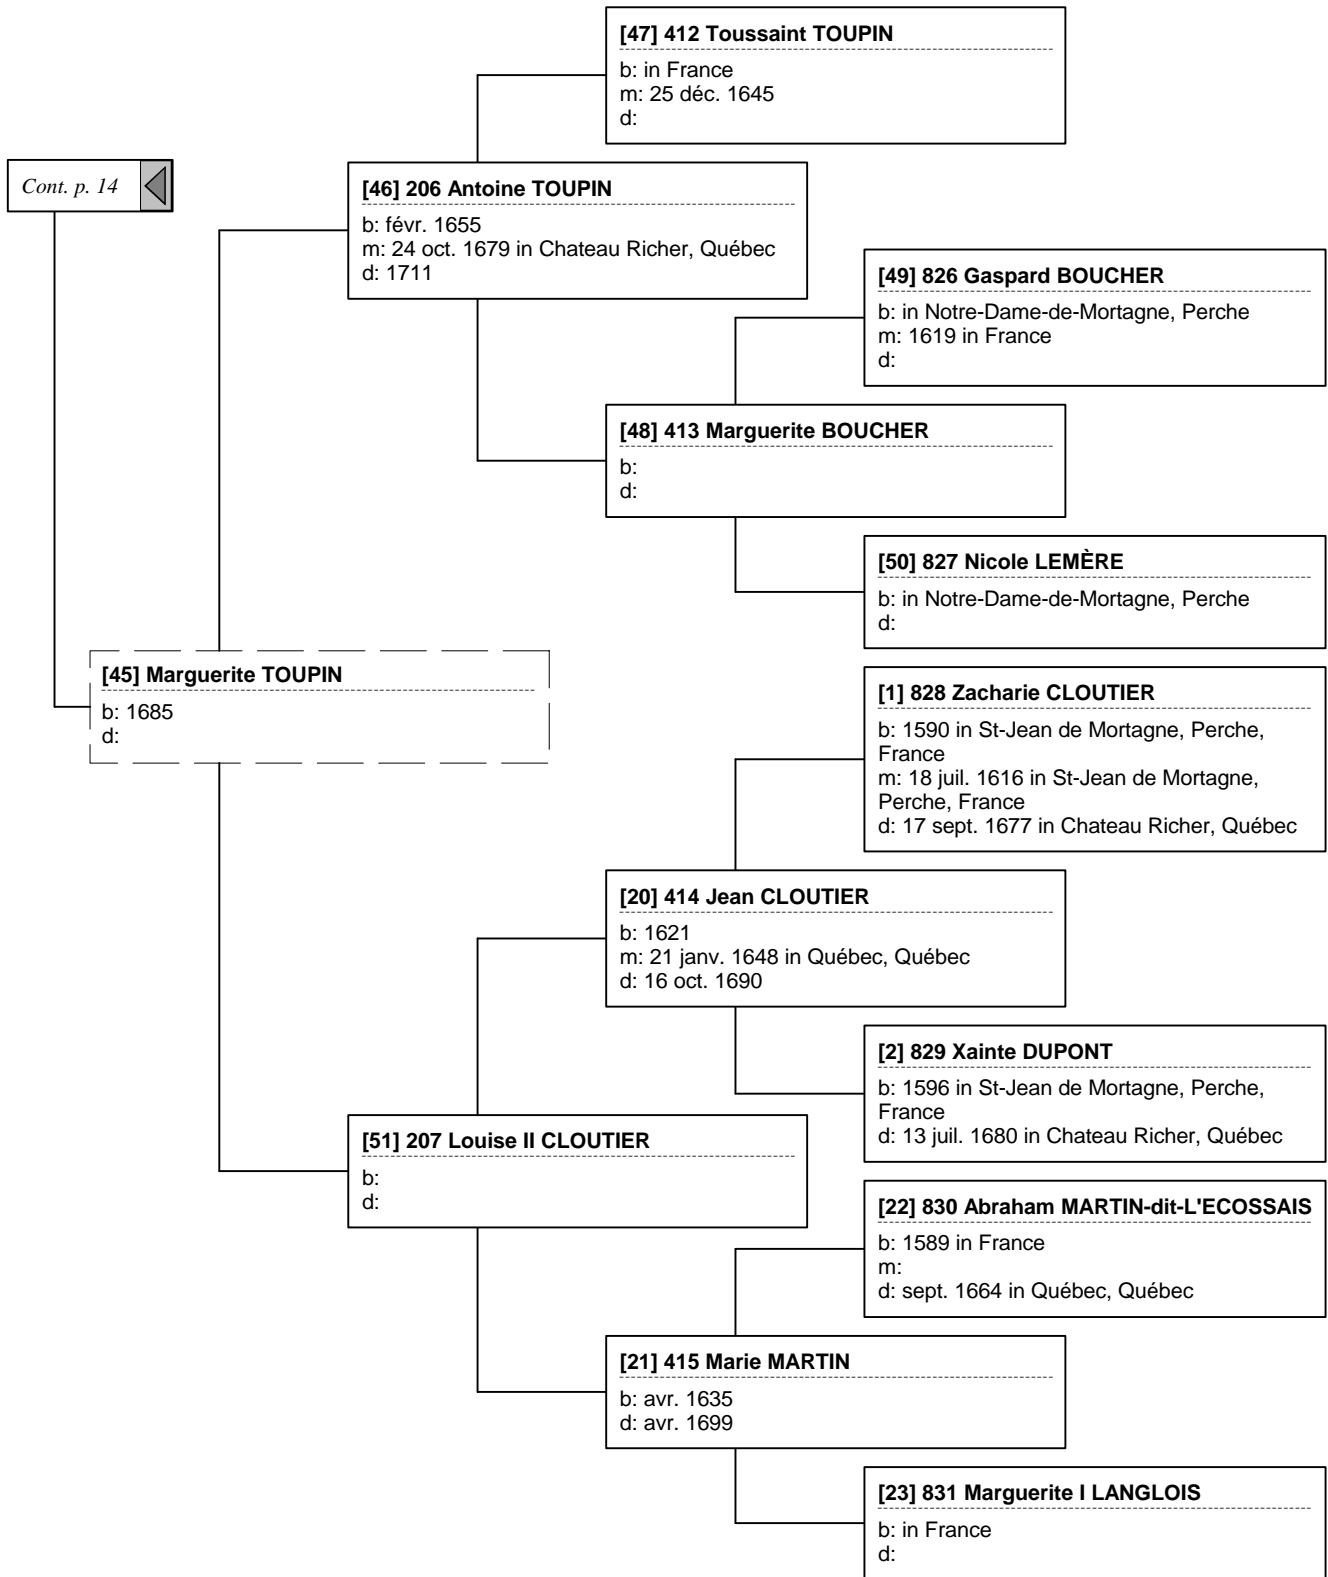 [47] 412 Toussaint TOUPIN
b: in France
m: 25 déc. 1645
d:
Cont. p. 14
[46] 206 Antoine TOUPIN
b: févr. 1655
m: 24 oct. 1679 in Chateau Richer, Québec
d: 1711
[49] 826 Gaspard BOUCHER
b: in Notre-Dame-de-Mortagne, Perche
m: 1619 in France
d:
[48] 413 Marguerite BOUCHER
b:
d:
[50] 827 Nicole LEMÈRE
b: in Notre-Dame-de-Mortagne, Perche
d:
[45] Marguerite TOUPIN
b: 1685
d:
[1] 828 Zacharie CLOUTIER
b: 1590 in St-Jean de Mortagne, Perche,
France
m: 18 juil. 1616 in St-Jean de Mortagne,
Perche, France
d: 17 sept. 1677 in Chateau Richer, Québec
[20] 414 Jean CLOUTIER
b: 1621
m: 21 janv. 1648 in Québec, Québec
d: 16 oct. 1690
[2] 829 Xainte DUPONT
b: 1596 in St-Jean de Mortagne, Perche,
France
d: 13 juil. 1680 in Chateau Richer, Québec
[51] 207 Louise II CLOUTIER
b:
d:
[22] 830 Abraham MARTIN-dit-L'ECOSSAIS
b: 1589 in France
m:
d: sept. 1664 in Québec, Québec
[21] 415 Marie MARTIN
b: avr. 1635
d: avr. 1699
[23] 831 Marguerite I LANGLOIS
b: in France
d: